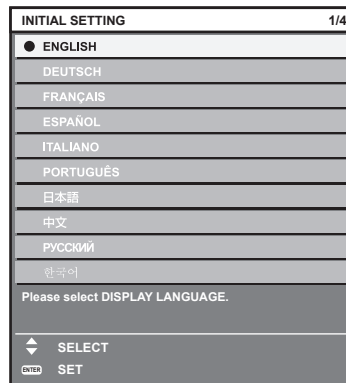 INITIAL SETTING 1/4
ENGLISH
DEUTSCH
FRANÇAIS
ESPAÑOL
ITALIANO
PORTUGUÊS
日本語
中文
РУССКИЙ
한국어
Please select DISPLAY LANGUAGE.
SELECT
ENTER SET